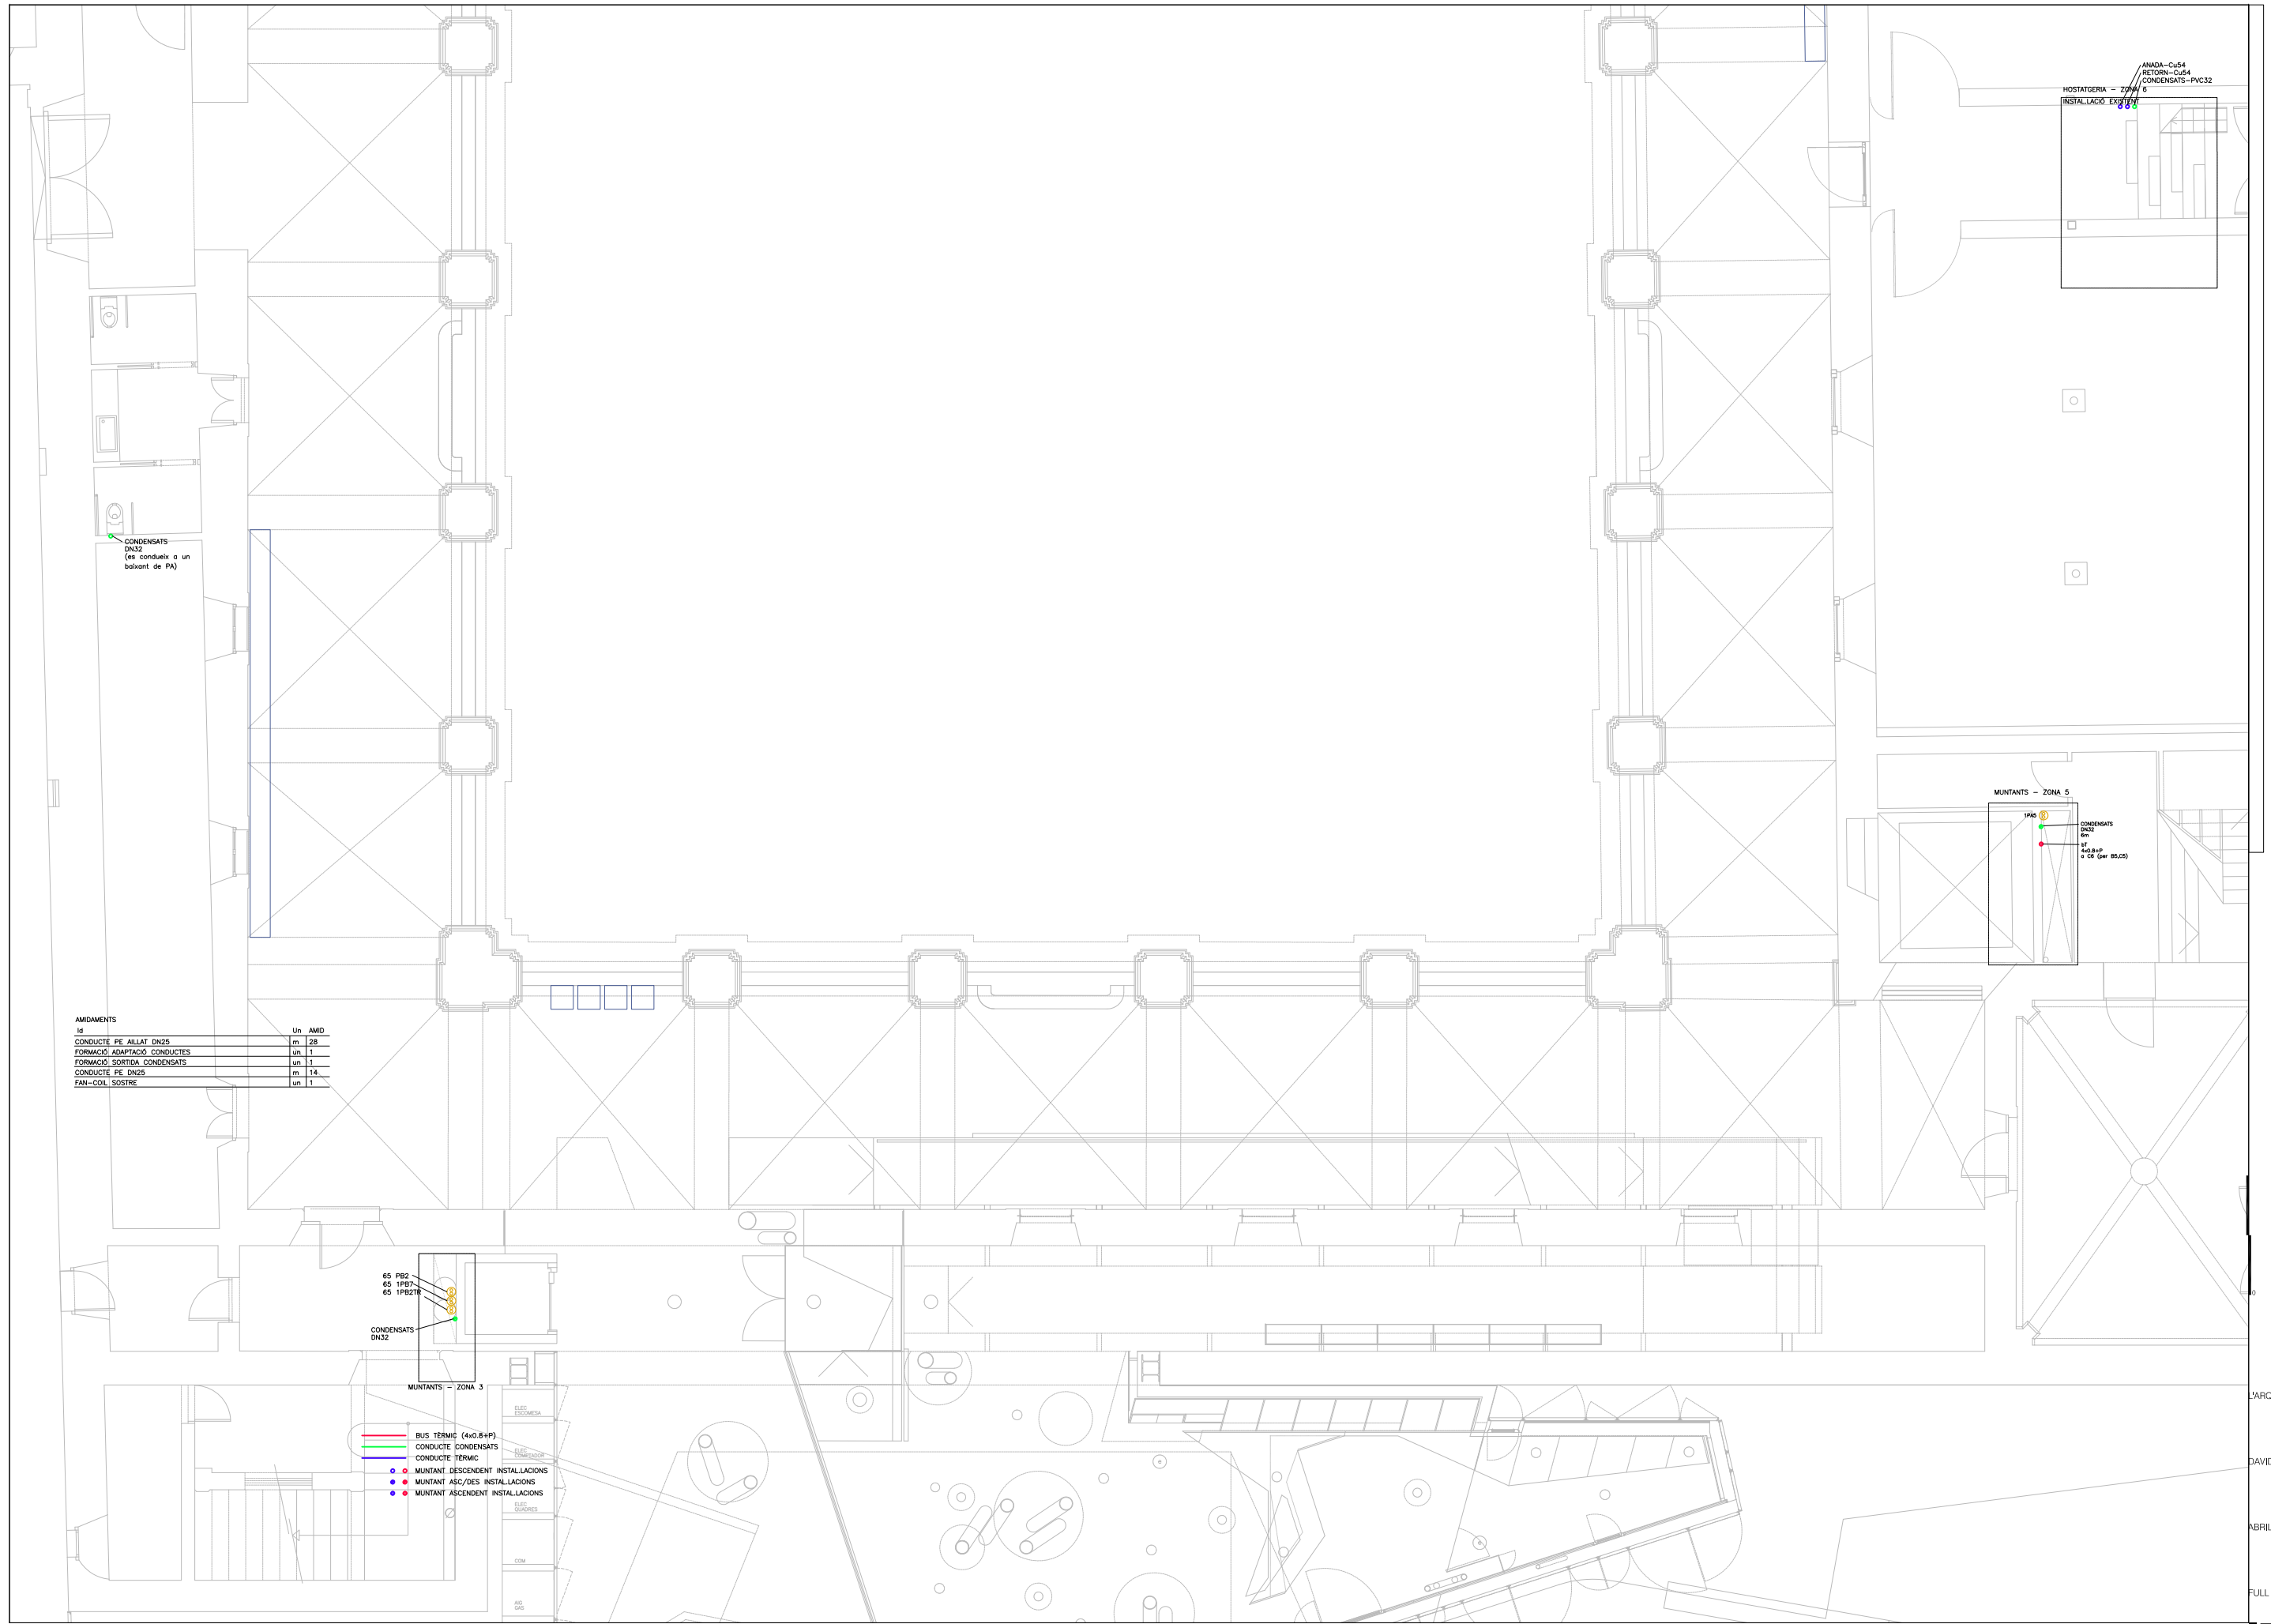 ANADA-Cu54
RETORN-Cu54
CONDENSATS-PVC32
HOSTATGERIA - ZONA 6
INSTAL.LACIÓ EXISTENT
CONDENSATS
DN32
(es condueix a un
baixant de PA)
MUNTANTS - ZONA 5
1PA5
CONDENSATS
DN32
6m
bT
4x0.8+P
a C6 (per B5,C5)
AMIDAMENTS
Id Un AMID
CONDUCTE PE AILLAT DN25 m 28
FORMACIÓ ADAPTACIÓ CONDUCTES un 1
FORMACIÓ SORTIDA CONDENSATS un 1
CONDUCTE PE DN25 m 14
FAN-COIL SOSTRE un 1
65 PB2
65 1PB7
65 1PB2TR
CONDENSATS
DN32
MUNTANTS - ZONA 3
BUS TÈRMIC (4x0.8+P)
CONDUCTE CONDENSATS
CONDUCTE TÈRMIC
MUNTANT DESCENDENT INSTAL.LACIONS
MUNTANT ASC/DES INSTAL.LACIONS
MUNTANT ASCENDENT INSTAL.LACIONS
ELEC
ESCOMESA
ELEC
COMPTADOR
ELEC
QUADRES
COM
AIG
GAS
L'ARQ
DAVID
ABRIL
FULL